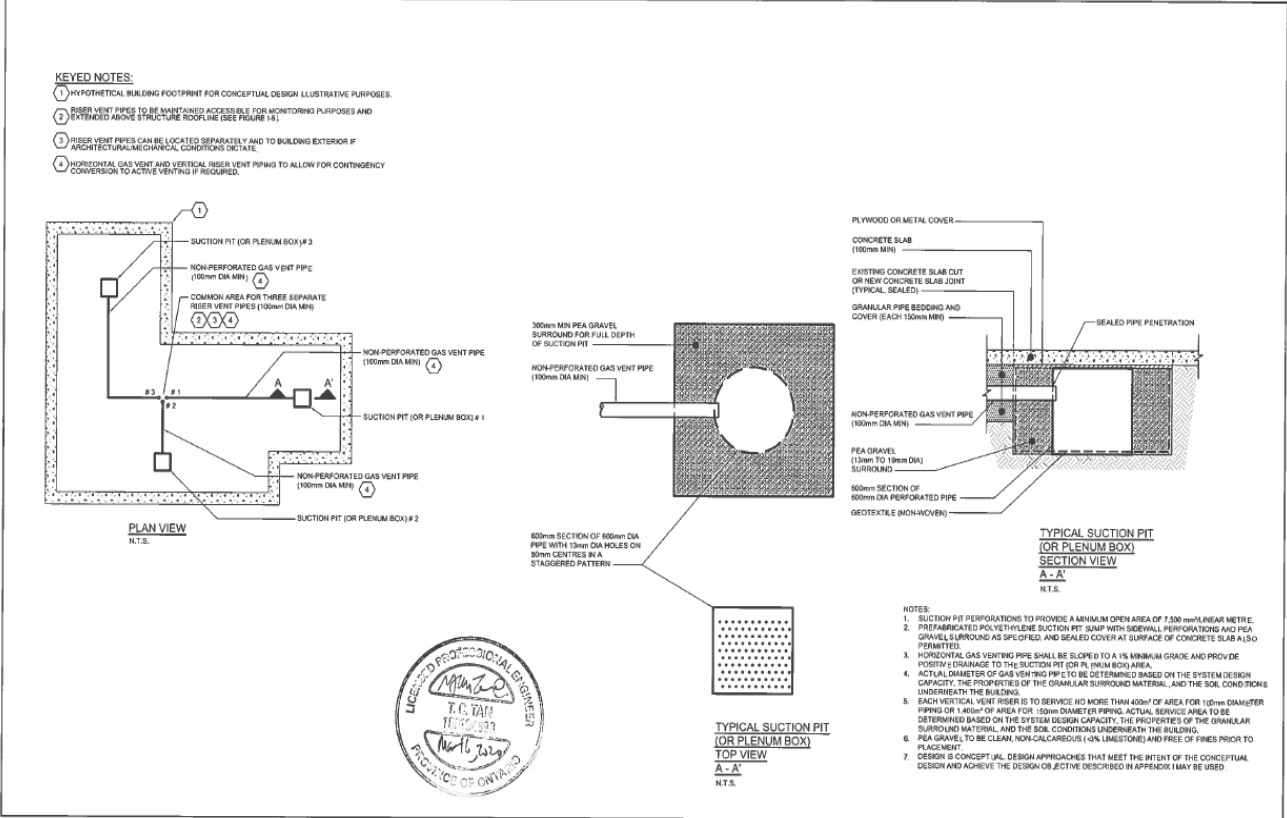 KEYED NOTES:
1 HYPOTHETICAL BUILDING FOOTPRINT FOR CONCEPTUAL DESIGN ILLUSTRATIVE PURPOSES.
RISER VENT PIPES TO BE MAINTAINED ACCESSIBLE FOR MONITORING PURPOSES AND
2 EXTENDED ABOVE STRUCTURE ROOFLINE (SEE FIGURE I-6).
3 RISER VENT PIPES CAN BE LOCATED SEPARATELY AND TO BUILDING EXTERIOR IF
ARCHITECTURAL/MECHANICAL CONDITIONS DICTATE.
4 HORIZONTAL GAS VENT AND VERTICAL RISER VENT PIPING TO ALLOW FOR CONTINGENCY
CONVERSION TO ACTIVE VENTING IF REQUIRED.
1
SUCTION PIT (OR PLENUM BOX)# 3
NON-PERFORATED GAS VENT PIPE
(100mm DIA MIN) 4
COMMON AREA FOR THREE SEPARATE
RISER VENT PIPES (100mm DIA MIN)
2 3 4
NON-PERFORATED GAS VENT PIPE
(100mm DIA MIN) 4
A A'
# 3 # 1
# 2
SUCTION PIT (OR PLENUM BOX) # 1
NON-PERFORATED GAS VENT PIPE
(100mm DIA MIN) 4
SUCTION PIT (OR PLENUM BOX) # 2
PLAN VIEW
N.T.S.
300mm MIN PEA GRAVEL
SURROUND FOR FULL DEPTH
OF SUCTION PIT
NON-PERFORATED GAS VENT PIPE
(100mm DIA MIN)
600mm SECTION OF 600mm DIA
PIPE WITH 13mm DIA HOLES ON
50mm CENTRES IN A
STAGGERED PATTERN
TYPICAL SUCTION PIT
(OR PLENUM BOX)
TOP VIEW
A - A'
N.T.S.
PLYWOOD OR METAL COVER
CONCRETE SLAB
(100mm MIN)
EXISTING CONCRETE SLAB CUT
OR NEW CONCRETE SLAB JOINT
(TYPICAL, SEALED)
GRANULAR PIPE BEDDING AND
COVER (EACH 150mm MIN)
SEALED PIPE PENETRATION
NON-PERFORATED GAS VENT PIPE
(100mm DIA MIN)
PEA GRAVEL
(13mm TO 19mm DIA)
SURROUND
600mm SECTION OF
600mm DIA PERFORATED PIPE
GEOTEXTILE (NON-WOVEN)
TYPICAL SUCTION PIT
(OR PLENUM BOX)
SECTION VIEW
A - A'
N.T.S.
NOTES:
1. SUCTION PIT PERFORATIONS TO PROVIDE A MINIMUM OPEN AREA OF 7,500 mm²/LINEAR METRE.
2. PREFABRICATED POLYETHYLENE SUCTION PIT SUMP WITH SIDEWALL PERFORATIONS AND PEA
GRAVEL SURROUND AS SPECIFIED, AND SEALED COVER AT SURFACE OF CONCRETE SLAB ALSO
PERMITTED.
3. HORIZONTAL GAS VENTING PIPE SHALL BE SLOPED TO A 1% MINIMUM GRADE AND PROVIDE
POSITIVE DRAINAGE TO THE SUCTION PIT (OR PLENUM BOX) AREA.
4. ACTUAL DIAMETER OF GAS VENTING PIPE TO BE DETERMINED BASED ON THE SYSTEM DESIGN
CAPACITY, THE PROPERTIES OF THE GRANULAR SURROUND MATERIAL, AND THE SOIL CONDITIONS
UNDERNEATH THE BUILDING.
5. EACH VERTICAL VENT RISER IS TO SERVICE NO MORE THAN 400m² OF AREA FOR 100mm DIAMETER
PIPING OR 1,400m² OF AREA FOR 150mm DIAMETER PIPING. ACTUAL SERVICE AREA TO BE
DETERMINED BASED ON THE SYSTEM DESIGN CAPACITY, THE PROPERTIES OF THE GRANULAR
SURROUND MATERIAL, AND THE SOIL CONDITIONS UNDERNEATH THE BUILDING.
6. PEA GRAVEL TO BE CLEAN, NON-CALCAREOUS (<3% LIMESTONE) AND FREE OF FINES PRIOR TO
PLACEMENT.
7. DESIGN IS CONCEPTUAL. DESIGN APPROACHES THAT MEET THE INTENT OF THE CONCEPTUAL
DESIGN AND ACHIEVE THE DESIGN OBJECTIVE DESCRIBED IN APPENDIX I MAY BE USED.
LICENSED PROFESSIONAL ENGINEER
T. C. TAN
Mar 16, 2020
PROVINCE OF ONTARIO